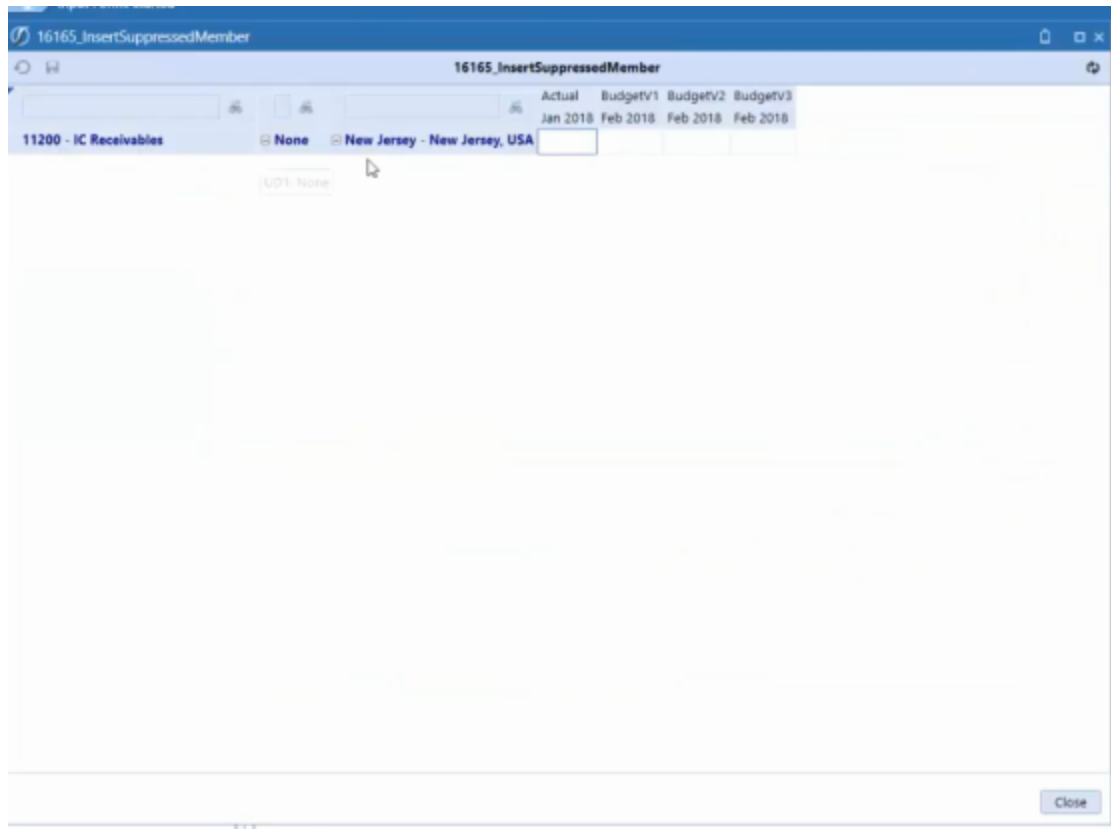 16165_InsertSuppressedMember
16165_InsertSuppressedMember
Actual BudgetV1 BudgetV2 BudgetV3
Jan 2018 Feb 2018 Feb 2018 Feb 2018
11200 - IC Receivables None New Jersey - New Jersey, USA
UD1: None
Close